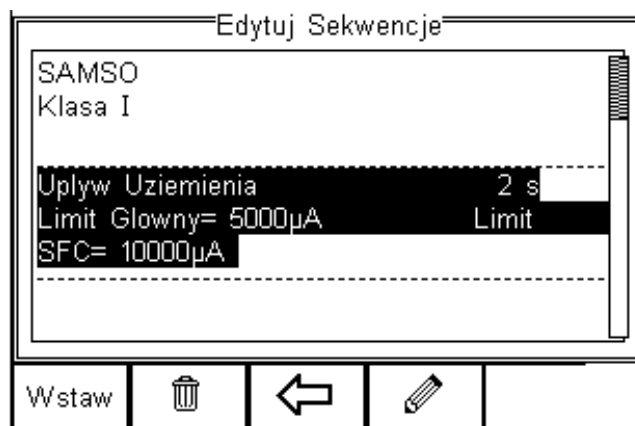 Edytuj Sekwencje
SAMSO
Klasa I
Uplyw Uziemienia 2 s
Limit Glowny= 5000µA Limit
SFC= 10000µA
Wstaw